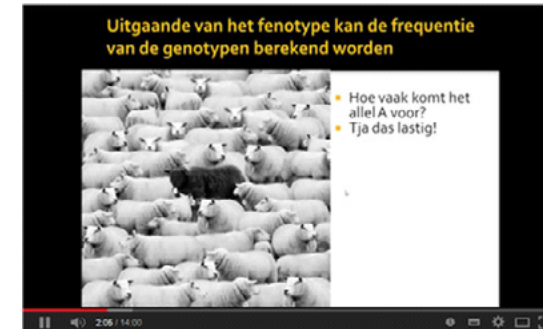 Uitgaande van het fenotype kan de frequentie
van de genotypen berekend worden
• Hoe vaak komt het
allel A voor?
• Tja das lastig!
2:06 / 14:00